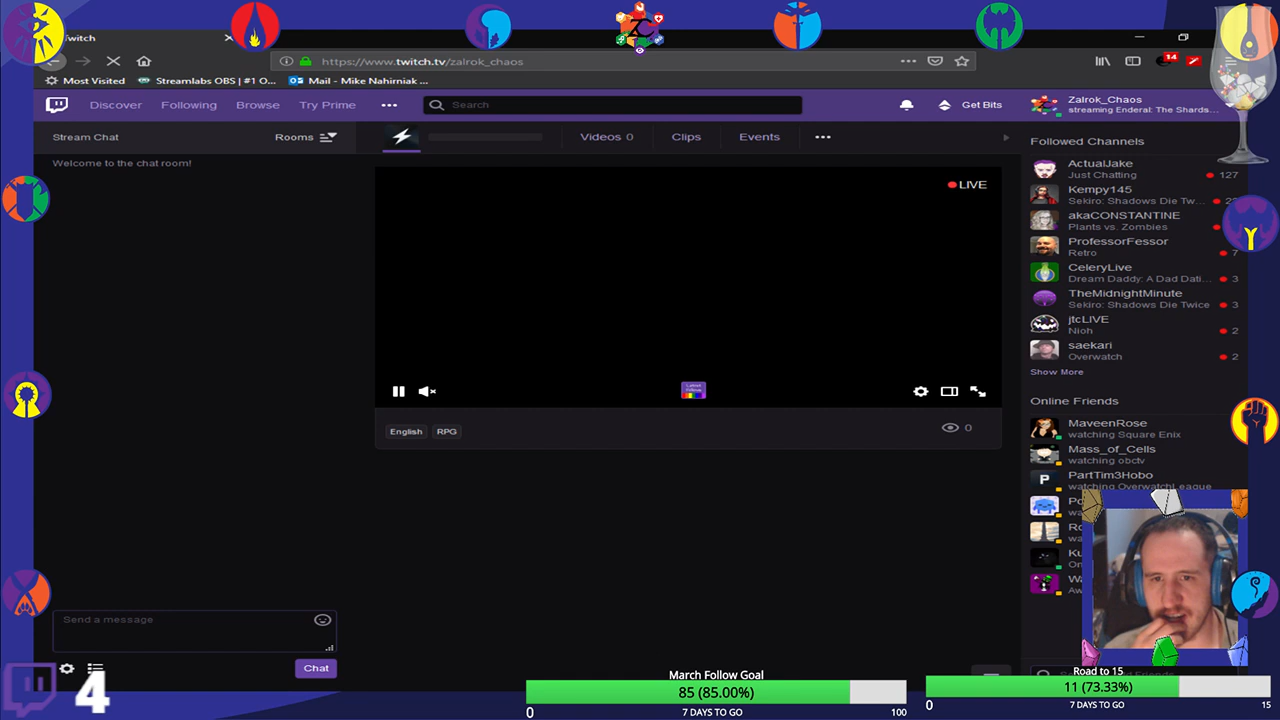 Twitch
https://www.twitch.tv/zalrok_chaos
14
Most Visited
Streamlabs OBS | #1 O...
Mail - Mike Nahirniak ...
Discover
Following
Browse
Try Prime
Search
Get Bits
Zalrok_Chaos
streaming Enderal: The Shards...
Stream Chat
Rooms
Videos 0
Clips
Events
Welcome to the chat room!
LIVE
English
RPG
0
Followed Channels
ActualJake
Just Chatting
127
Kempy145
Sekiro: Shadows Die Tw...
akaCONSTANTINE
Plants vs. Zombies
ProfessorFessor
Retro
7
CeleryLive
Dream Daddy: A Dad Dati...
3
TheMidnightMinute
Sekiro: Shadows Die Twice
3
jtcLIVE
Nioh
2
saekari
Overwatch
2
Show More
Online Friends
MaveenRose
watching Square Enix
Mass_of_Cells
watching obctv
PartTim3Hobo
watching OverwatchLeague
Send a message
Chat
4
March Follow Goal
85 (85.00%)
0
7 DAYS TO GO
100
Road to 15
11 (73.33%)
0
7 DAYS TO GO
15